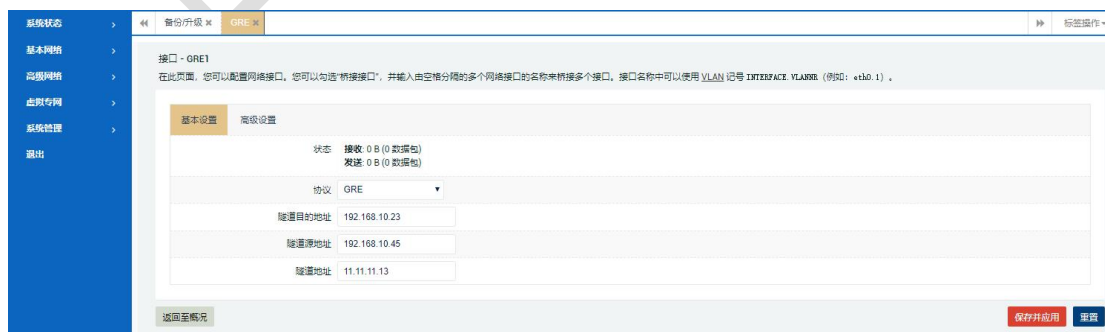 系统状态
基本网络
高级网络
虚拟专网
系统管理
退出
备份/升级 GRE 标签操作
接口 - GRE1
在此页面，您可以配置网络接口。您可以勾选"桥接接口"，并输入由空格分隔的多个网络接口的名称来桥接多个接口。接口名称中可以使用 VLAN 记号 INTERFACE.VLANNR (例如: eth0.1) 。
基本设置 高级设置
状态 接收: 0 B (0 数据包)
发送: 0 B (0 数据包)
协议 GRE
隧道目的地址 192.168.10.23
隧道源地址 192.168.10.45
隧道地址 11.11.11.13
返回至概况 保存并应用 重置